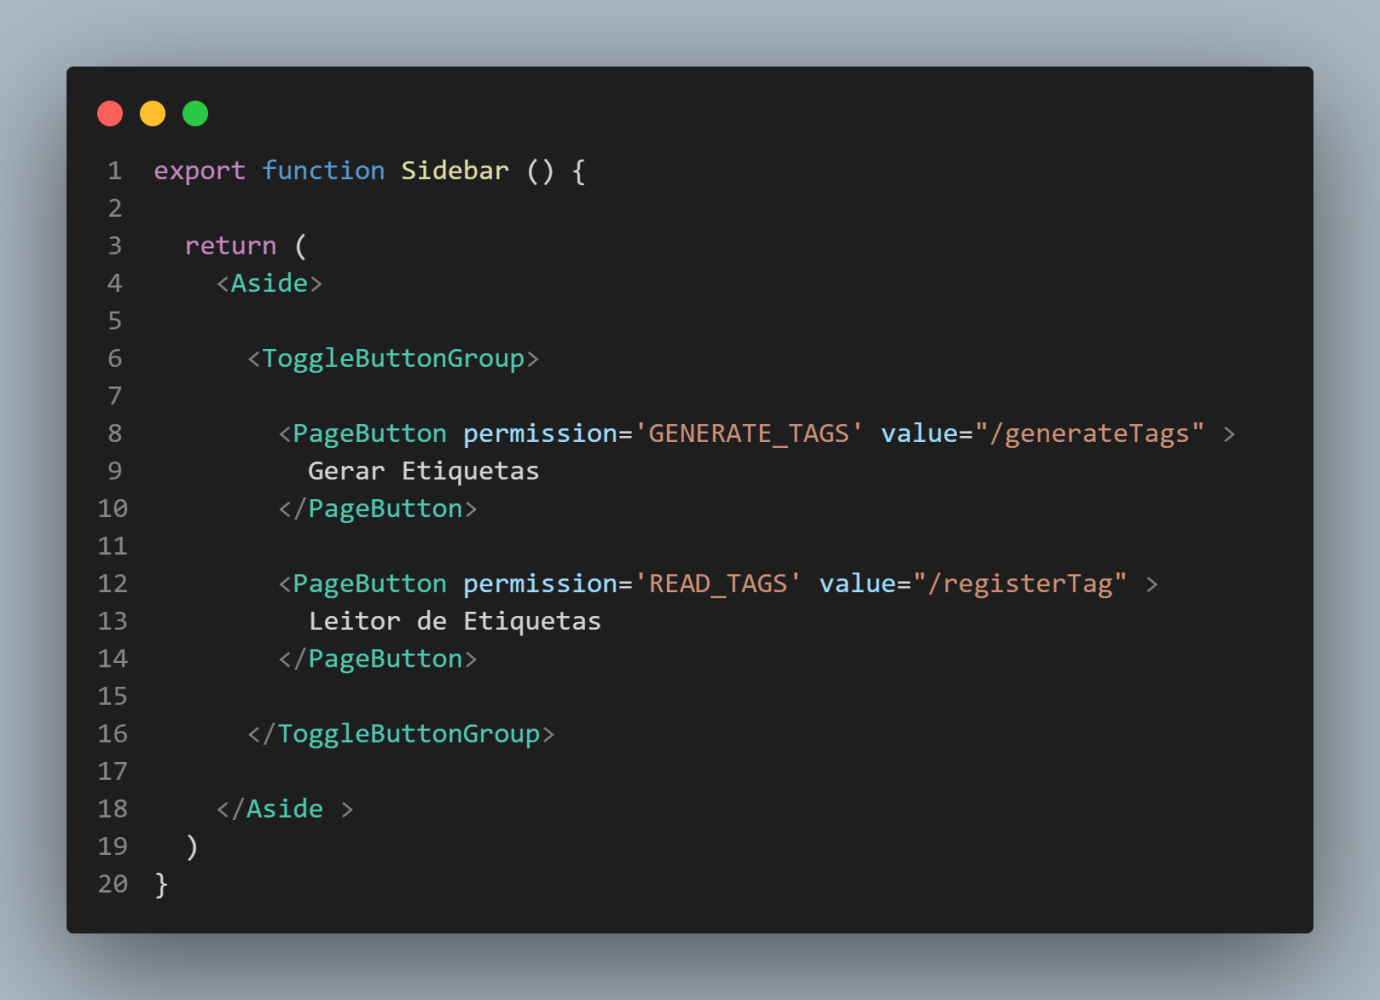 1 export function Sidebar () {
2
3   return (
4     <Aside>
5
6       <ToggleButtonGroup>
7
8         <PageButton permission='GENERATE_TAGS' value="/generateTags" >
9           Gerar Etiquetas
10         </PageButton>
11
12         <PageButton permission='READ_TAGS' value="/registerTag" >
13           Leitor de Etiquetas
14         </PageButton>
15
16       </ToggleButtonGroup>
17
18     </Aside >
19   )
20 }